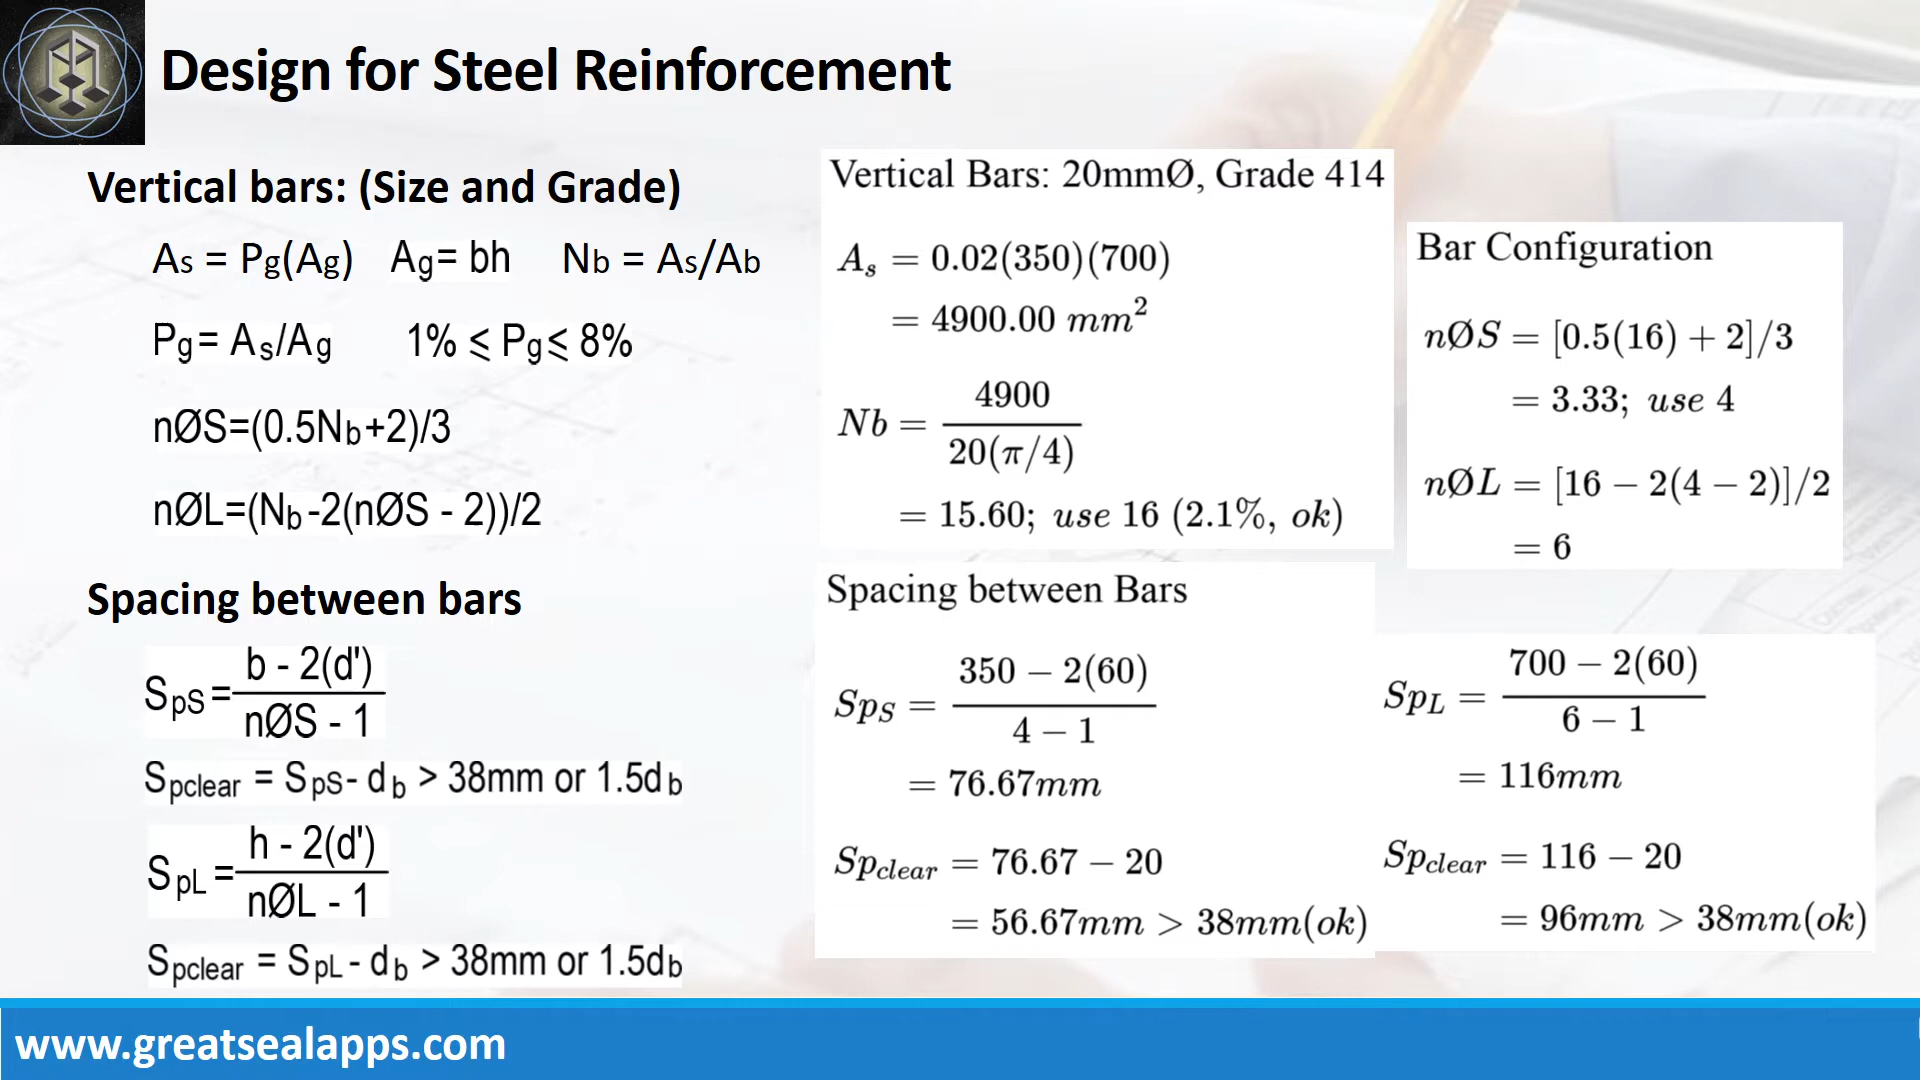 Design for Steel Reinforcement
Vertical bars: (Size and Grade)
As = Pg(Ag) Ag= bh Nb = As/Ab
Pg= As/Ag 1% ⩽ Pg⩽ 8%
nØS=(0.5Nb+2)/3
nØL=(Nb-2(nØS - 2))/2
Spacing between bars
SpS = b - 2(d') / nØS - 1
Spclear = SpS- db > 38mm or 1.5db
SpL = h - 2(d') / nØL - 1
Spclear = SpL - db > 38mm or 1.5db
Vertical Bars: 20mmØ, Grade 414
As = 0.02(350)(700)
= 4900.00 mm²
Nb = 4900 / 20(π/4)
= 15.60; use 16 (2.1%, ok)
Bar Configuration
nØS = [0.5(16) + 2]/3
= 3.33; use 4
nØL = [16 − 2(4 − 2)]/2
= 6
Spacing between Bars
SpS = 350 − 2(60) / 4 − 1
= 76.67mm
Spclear = 76.67 − 20
= 56.67mm > 38mm(ok)
SpL = 700 − 2(60) / 6 − 1
= 116mm
Spclear = 116 − 20
= 96mm > 38mm(ok)
www.greatsealapps.com